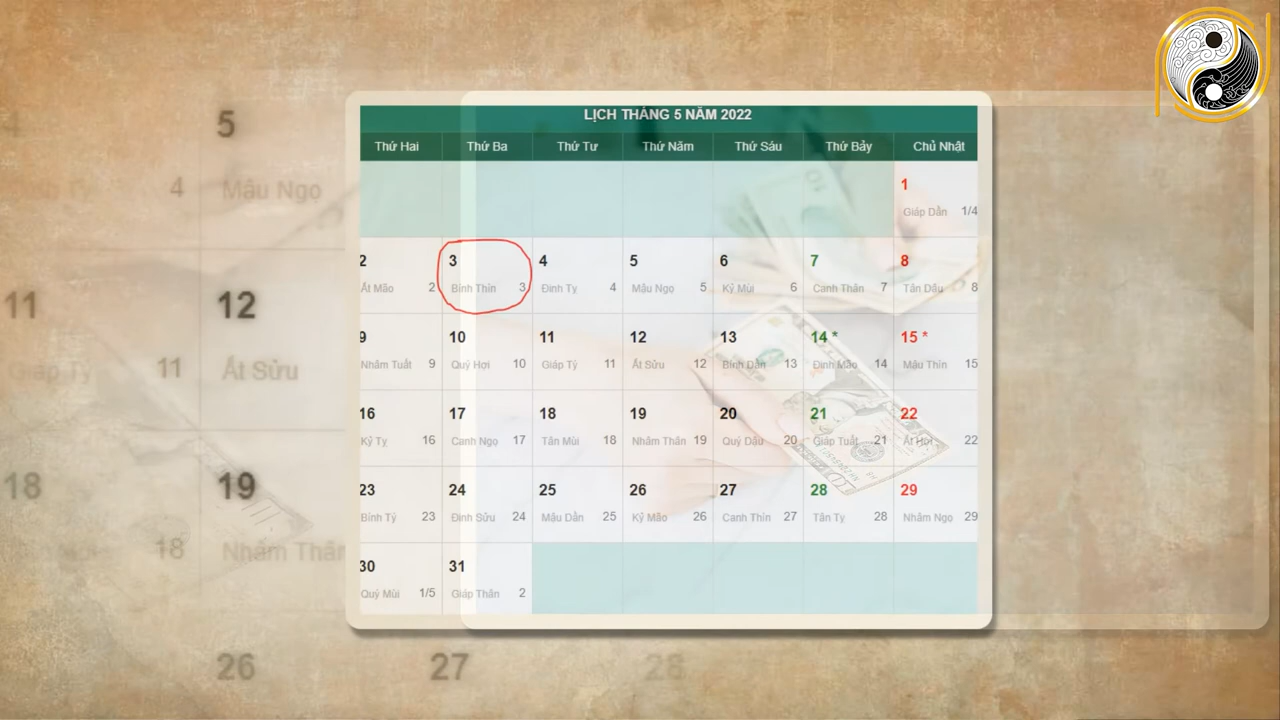 LỊCH THÁNG 5 NĂM 2022
Thứ Hai Thứ Ba Thứ Tư Thứ Năm Thứ Sáu Thứ Bảy Chủ Nhật
1
Giáp Dần 1/4
2 3 4 5 6 7 8
Ất Mão 2 Bính Thìn 3 Đinh Tỵ 4 Mậu Ngọ 5 Kỷ Mùi 6 Canh Thân 7 Tân Dậu 8
9 10 11 12 13 14 * 15 *
Nhâm Tuất 9 Quý Hợi 10 Giáp Tý 11 Ất Sửu 12 Bính Dần 13 Đinh Mão 14 Mậu Thìn 15
16 17 18 19 20 21 22
Kỷ Tỵ 16 Canh Ngọ 17 Tân Mùi 18 Nhâm Thân 19 Quý Dậu 20 Giáp Tuất 21 Ất Hợi 22
23 24 25 26 27 28 29
Bính Tý 23 Đinh Sửu 24 Mậu Dần 25 Kỷ Mão 26 Canh Thìn 27 Tân Tỵ 28 Nhâm Ngọ 29
30 31
Quý Mùi 1/5 Giáp Thân 2
4 5
4 Mậu Ngọ
11 12
Giáp Tý 11 Ất Sửu
18 19
18 Nhâm Thân
26 27 28